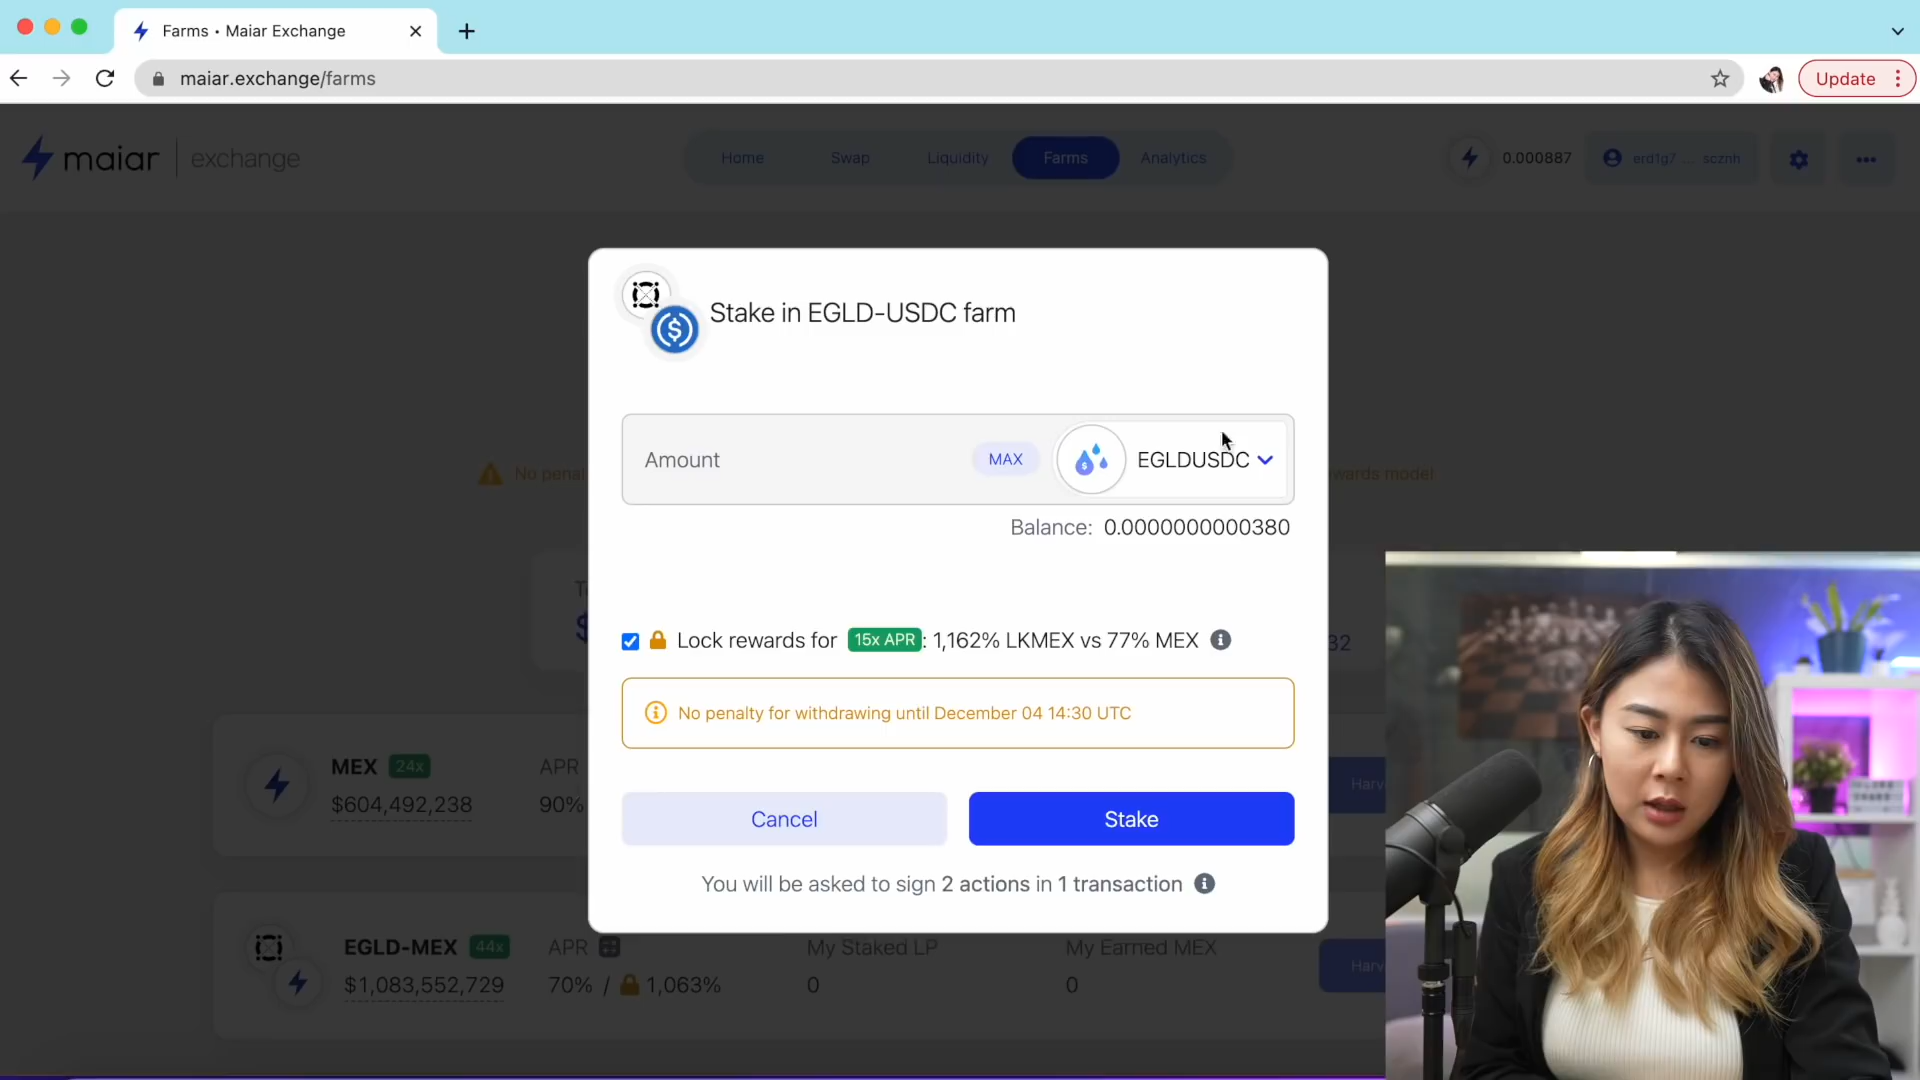 Farms • Maiar Exchange
maiar.exchange/farms
Update
maiar exchange
Home
Swap
Liquidity
Farms
Analytics
0.000887
erd1g7 ... scznh
Stake in EGLD-USDC farm
Amount
MAX
EGLDUSDC
No penal
wards model
Balance: 0.0000000000380
$
32
Lock rewards for 15x APR: 1,162% LKMEX vs 77% MEX
No penalty for withdrawing until December 04 14:30 UTC
MEX 24x
APR
$604,492,238
90%
Harv
Cancel
Stake
You will be asked to sign 2 actions in 1 transaction
EGLD-MEX 44x
APR
My Staked LP
My Earned MEX
$1,083,552,729
70% / 1,063%
0
0
Harv